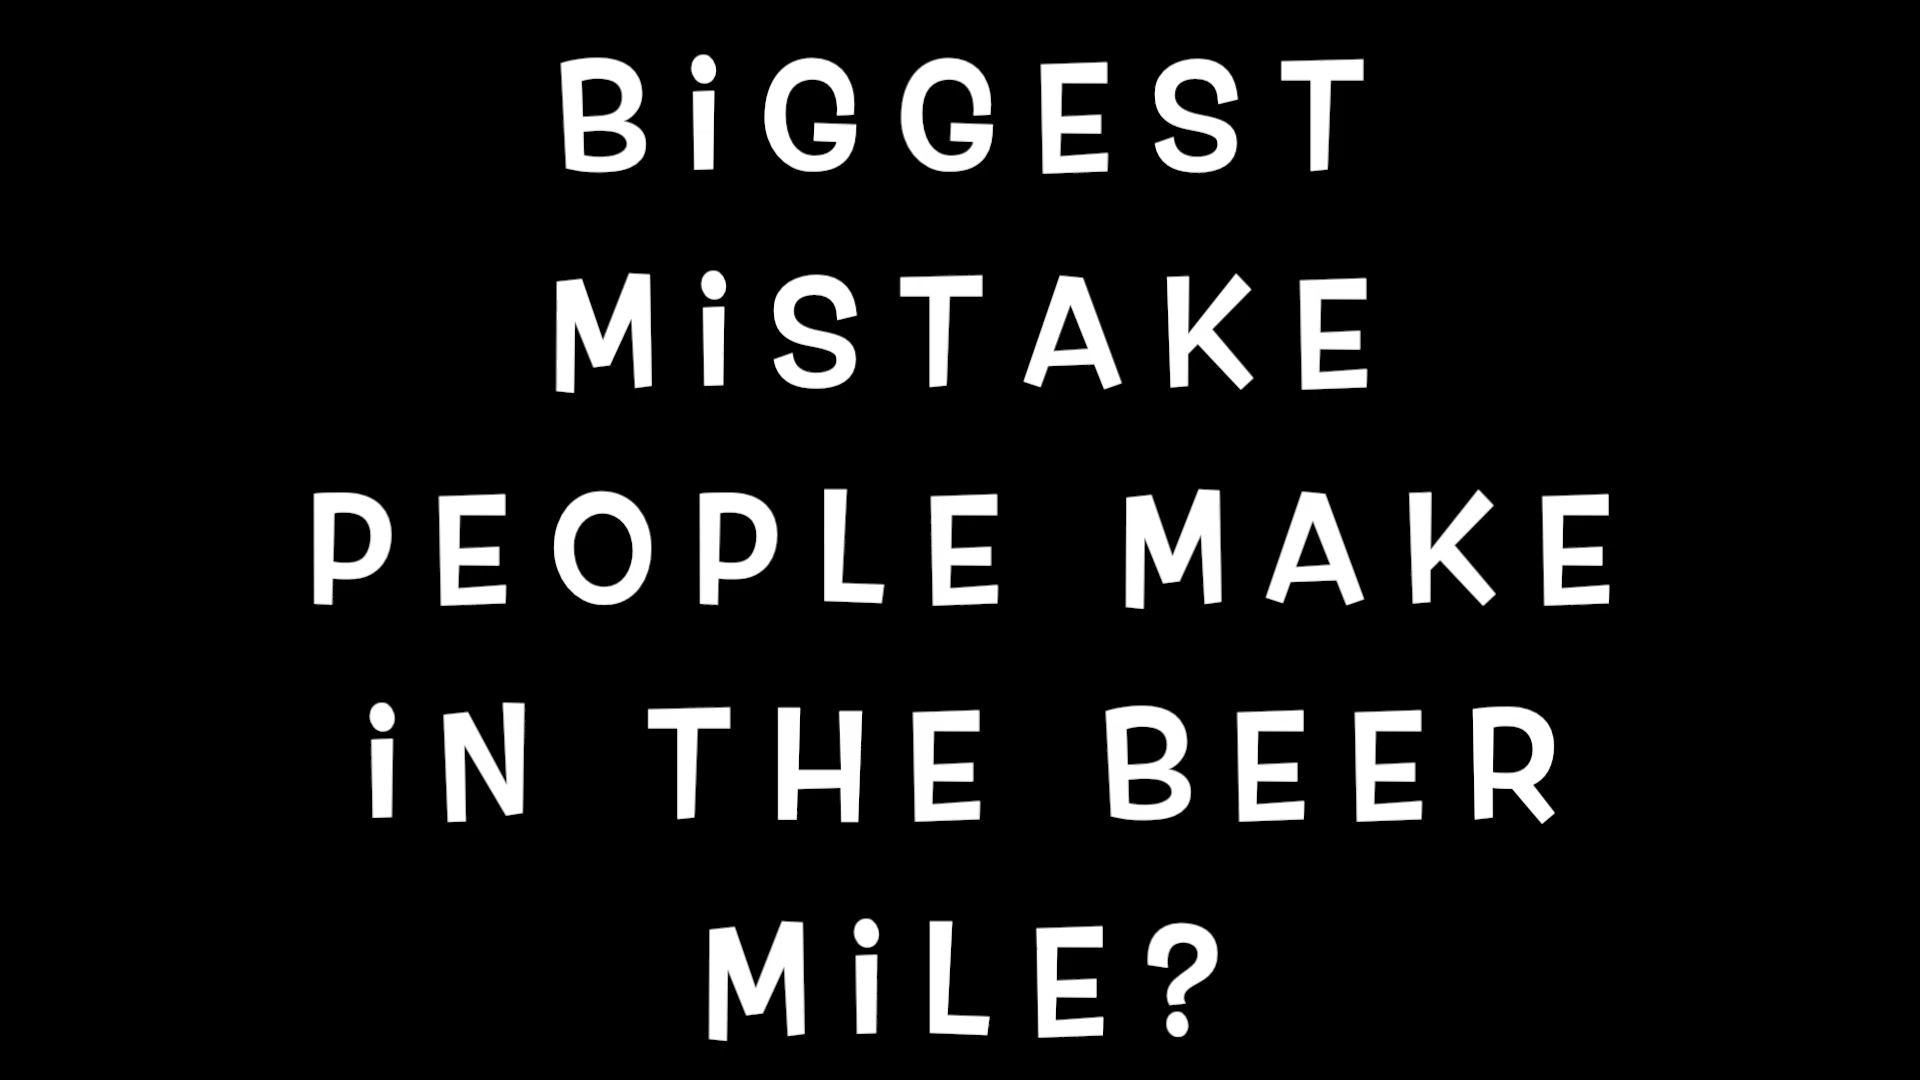 BiGGEST
MiSTAKE
PEOPLE MAKE
iN THE BEER
MiLE?